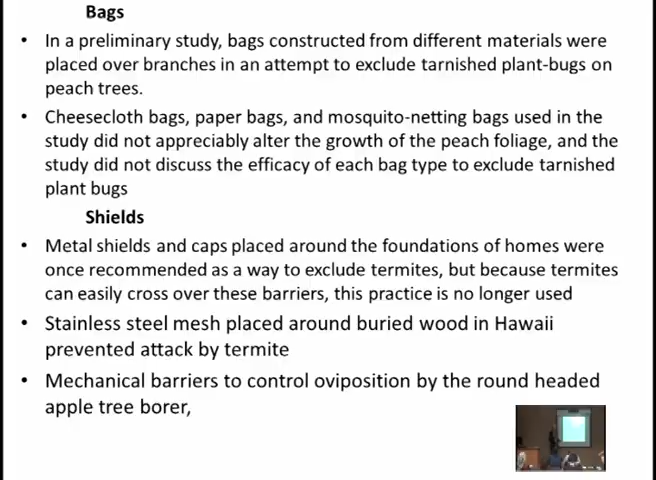 Bags
• In a preliminary study, bags constructed from different materials were
placed over branches in an attempt to exclude tarnished plant-bugs on
peach trees.
• Cheesecloth bags, paper bags, and mosquito-netting bags used in the
study did not appreciably alter the growth of the peach foliage, and the
study did not discuss the efficacy of each bag type to exclude tarnished
plant bugs
Shields
• Metal shields and caps placed around the foundations of homes were
once recommended as a way to exclude termites, but because termites
can easily cross over these barriers, this practice is no longer used
• Stainless steel mesh placed around buried wood in Hawaii
prevented attack by termite
• Mechanical barriers to control oviposition by the round headed
apple tree borer,